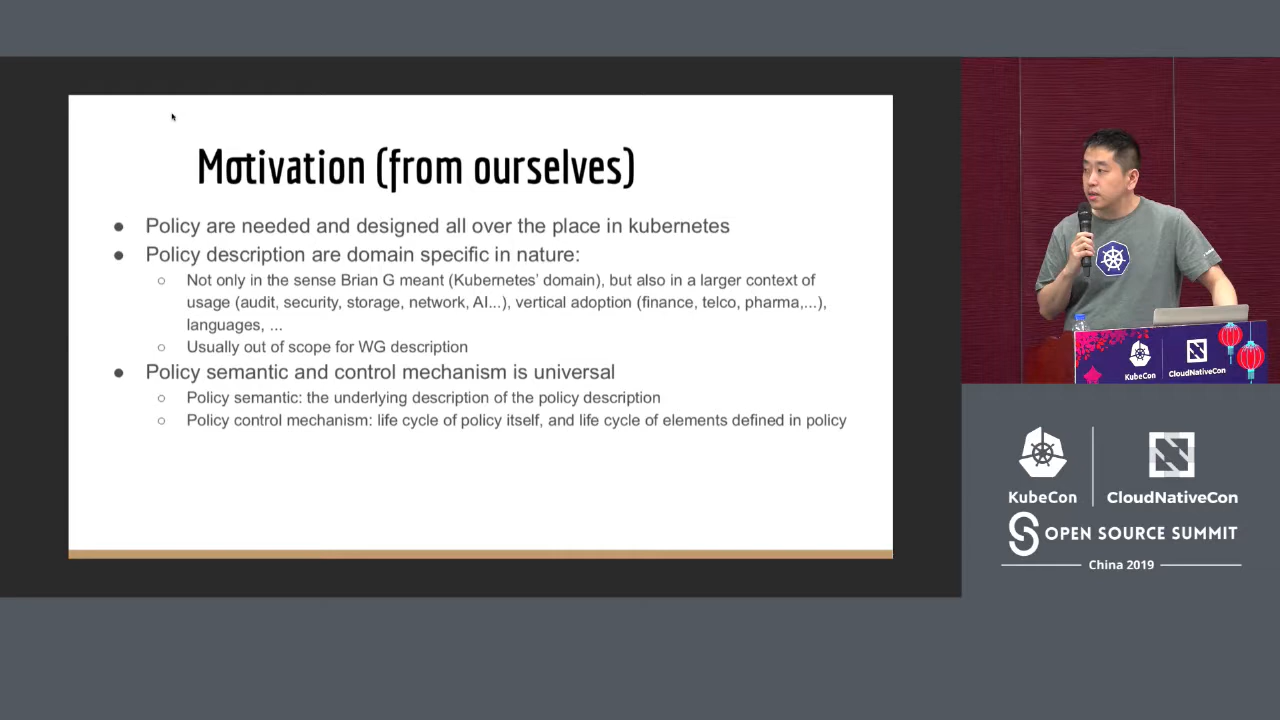 Motivation (from ourselves)
● Policy are needed and designed all over the place in kubernetes
● Policy description are domain specific in nature:
○ Not only in the sense Brian G meant (Kubernetes' domain), but also in a larger context of
usage (audit, security, storage, network, AI...), vertical adoption (finance, telco, pharma,...),
languages, ...
○ Usually out of scope for WG description
● Policy semantic and control mechanism is universal
○ Policy semantic: the underlying description of the policy description
○ Policy control mechanism: life cycle of policy itself, and life cycle of elements defined in policy
KubeCon
CloudNativeCon
KubeCon
CloudNativeCon
OPEN SOURCE SUMMIT
China 2019